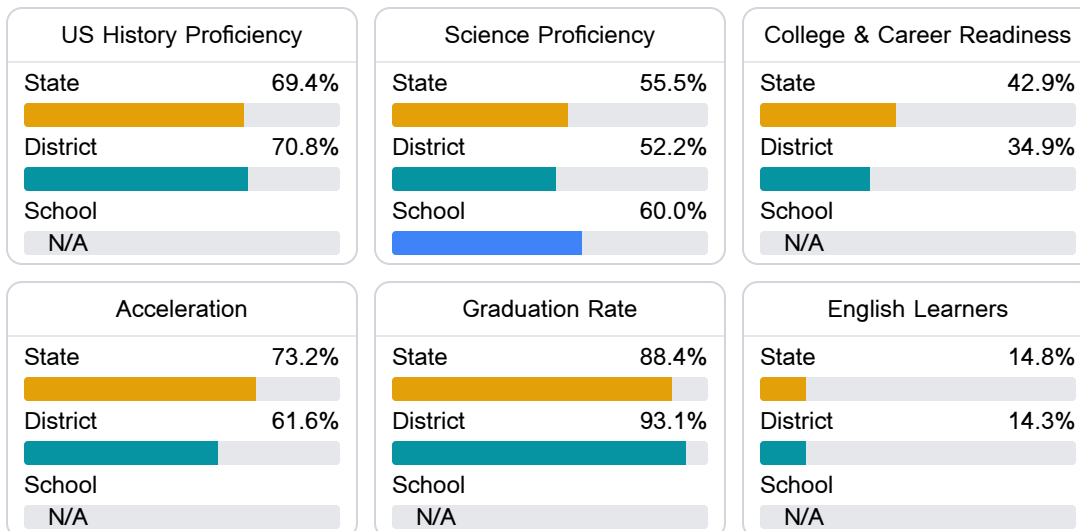 US History Proficiency
State 69.4%
District 70.8%
School
N/A
Science Proficiency
State 55.5%
District 52.2%
School 60.0%
College & Career Readiness
State 42.9%
District 34.9%
School
N/A
Acceleration
State 73.2%
District 61.6%
School
N/A
Graduation Rate
State 88.4%
District 93.1%
School
N/A
English Learners
State 14.8%
District 14.3%
School
N/A